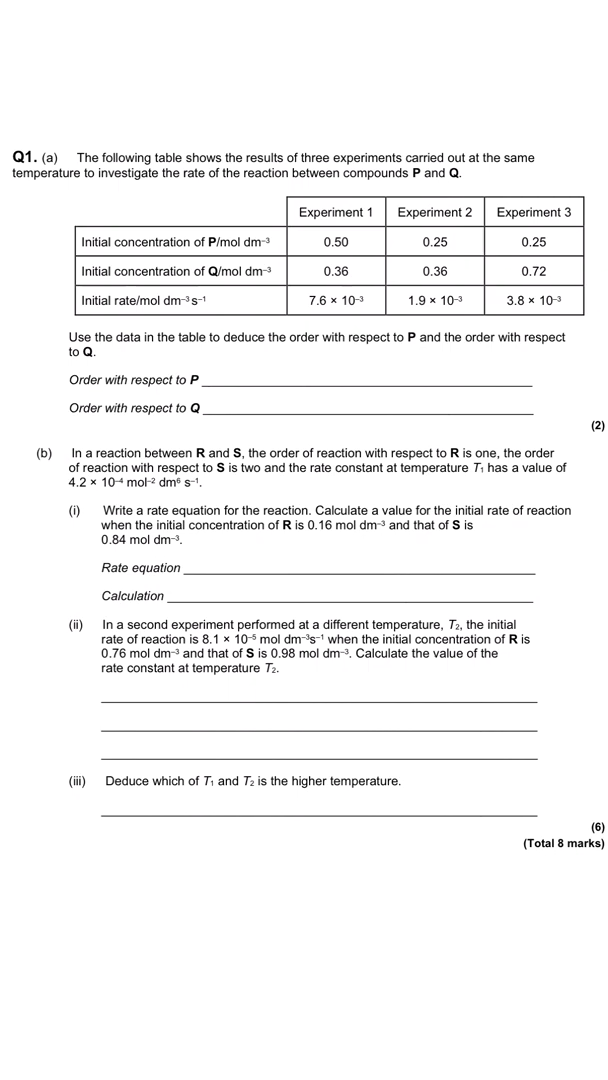 Q1. (a) The following table shows the results of three experiments carried out at the same
temperature to investigate the rate of the reaction between compounds P and Q.
Experiment 1 Experiment 2 Experiment 3
Initial concentration of P/mol dm⁻³ 0.50 0.25 0.25
Initial concentration of Q/mol dm⁻³ 0.36 0.36 0.72
Initial rate/mol dm⁻³ s⁻¹ 7.6 × 10⁻³ 1.9 × 10⁻³ 3.8 × 10⁻³
Use the data in the table to deduce the order with respect to P and the order with respect
to Q.
Order with respect to P
Order with respect to Q
(2)
(b) In a reaction between R and S, the order of reaction with respect to R is one, the order
of reaction with respect to S is two and the rate constant at temperature T₁ has a value of
4.2 × 10⁻⁴ mol⁻² dm⁶ s⁻¹.
(i) Write a rate equation for the reaction. Calculate a value for the initial rate of reaction
when the initial concentration of R is 0.16 mol dm⁻³ and that of S is
0.84 mol dm⁻³.
Rate equation
Calculation
(ii) In a second experiment performed at a different temperature, T₂, the initial
rate of reaction is 8.1 × 10⁻⁵ mol dm⁻³s⁻¹ when the initial concentration of R is
0.76 mol dm⁻³ and that of S is 0.98 mol dm⁻³. Calculate the value of the
rate constant at temperature T₂.
(iii) Deduce which of T₁ and T₂ is the higher temperature.
(6)
(Total 8 marks)